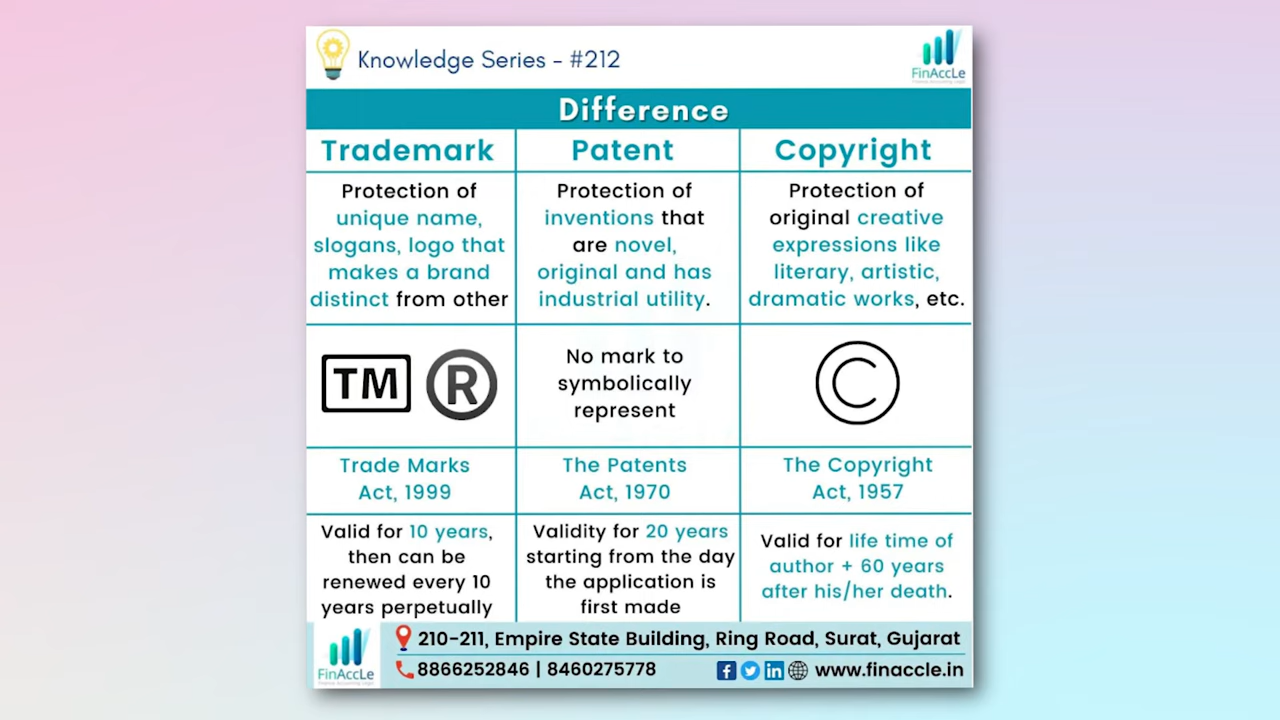 Knowledge Series - #212
FinAccLe
Difference
Trademark
Patent
Copyright
Protection of
unique name,
slogans, logo that
makes a brand
distinct from other
Protection of
inventions that
are novel,
original and has
industrial utility.
Protection of
original creative
expressions like
literary, artistic,
dramatic works, etc.
TM ®
No mark to
symbolically
represent
©
Trade Marks
Act, 1999
The Patents
Act, 1970
The Copyright
Act, 1957
Valid for 10 years,
then can be
renewed every 10
years perpetually
Validity for 20 years
starting from the day
the application is
first made
Valid for life time of
author + 60 years
after his/her death.
FinAccLe
210-211, Empire State Building, Ring Road, Surat, Gujarat
8866252846 | 8460275778
www.finaccle.in